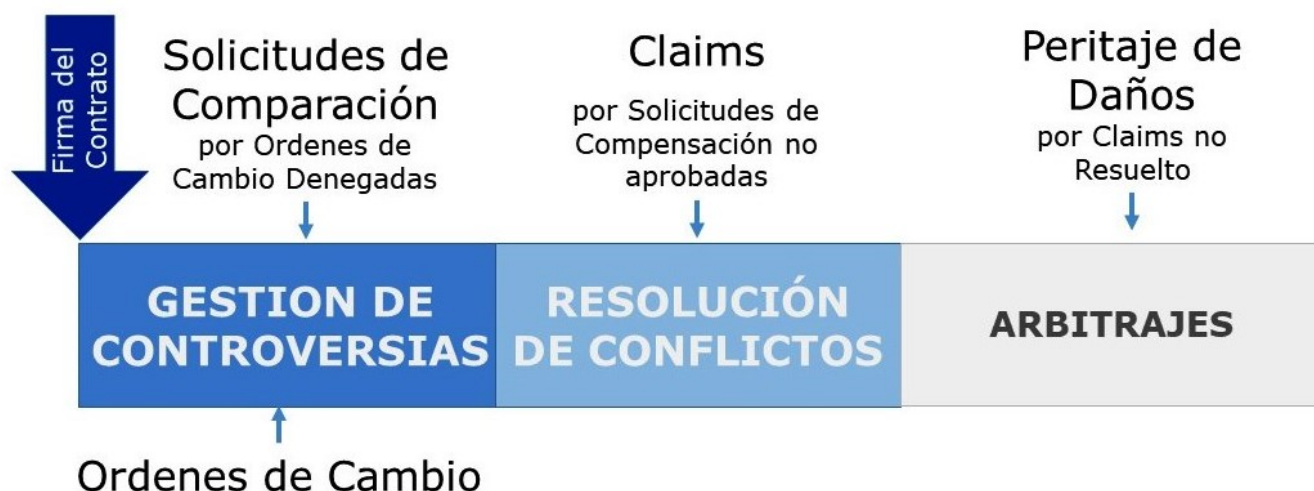 Firma del
Contrato
Solicitudes de
Comparación
por Ordenes de
Cambio Denegadas
Claims
por Solicitudes de
Compensación no
aprobadas
Peritaje de
Daños
por Claims no
Resuelto
GESTION DE
CONTROVERSIAS
RESOLUCIÓN
DE CONFLICTOS
ARBITRAJES
Ordenes de Cambio